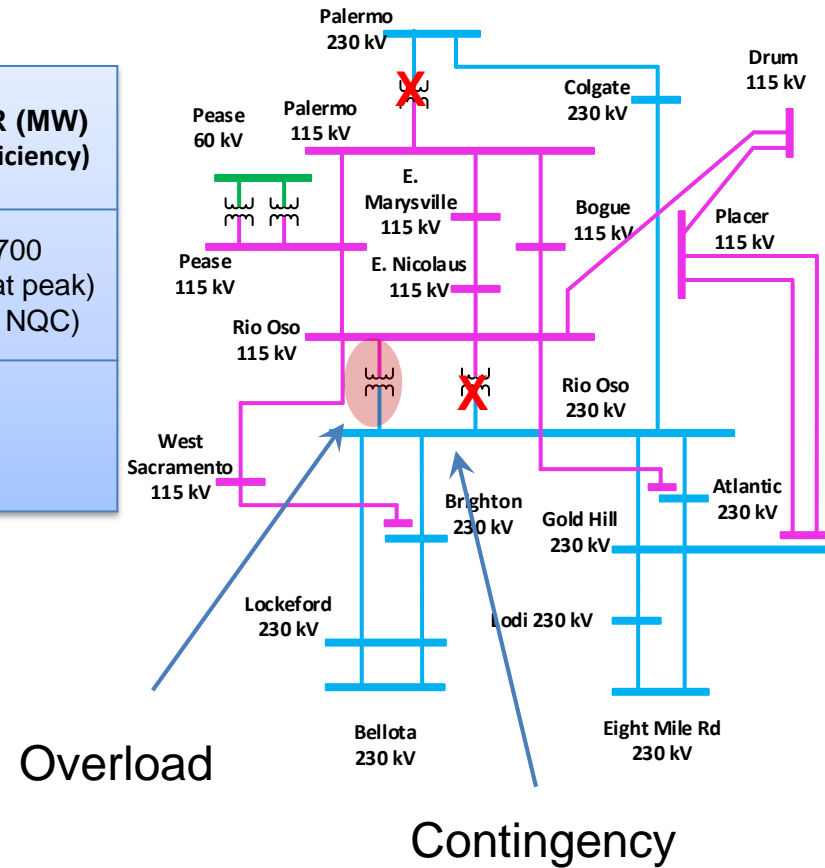 R (MW)
iciency)
700
at peak)
NQC)
Palermo
230 kV
Drum
115 kV
Colgate
230 kV
Pease
60 kV
Palermo
115 kV
E.
Marysville
115 kV
Bogue
115 kV
Placer
115 kV
E. Nicolaus
115 kV
Pease
115 kV
Rio Oso
115 kV
X
X
Rio Oso
230 kV
West
Sacramento
115 kV
Brighton
230 kV
Atlantic
230 kV
Gold Hill
230 kV
Lockeford
230 kV
Lodi 230 kV
Bellota
230 kV
Eight Mile Rd
230 kV
Overload
Contingency